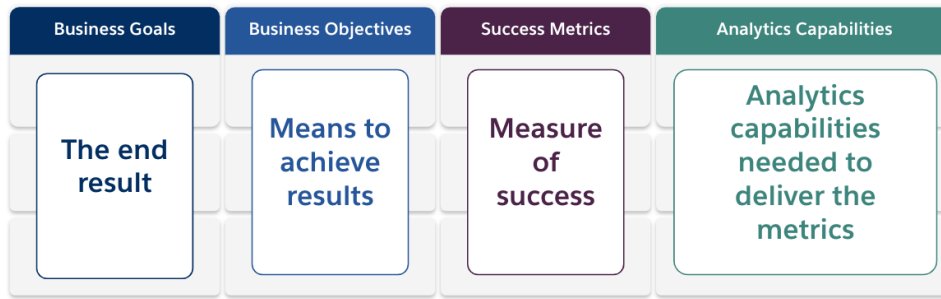 Business Goals
Business Objectives
Success Metrics
Analytics Capabilities
The end
result
Means to
achieve
results
Measure
of
success
Analytics
capabilities
needed to
deliver the
metrics